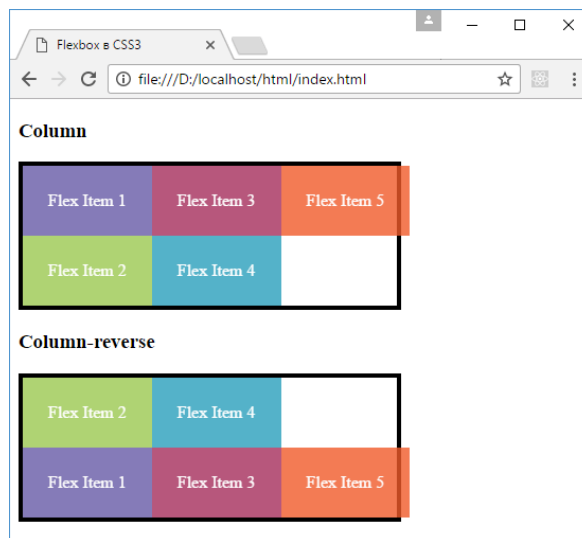 Flexbox в CSS3
file:///D:/localhost/html/index.html
Column
Flex Item 1 Flex Item 3 Flex Item 5
Flex Item 2 Flex Item 4
Column-reverse
Flex Item 2 Flex Item 4
Flex Item 1 Flex Item 3 Flex Item 5